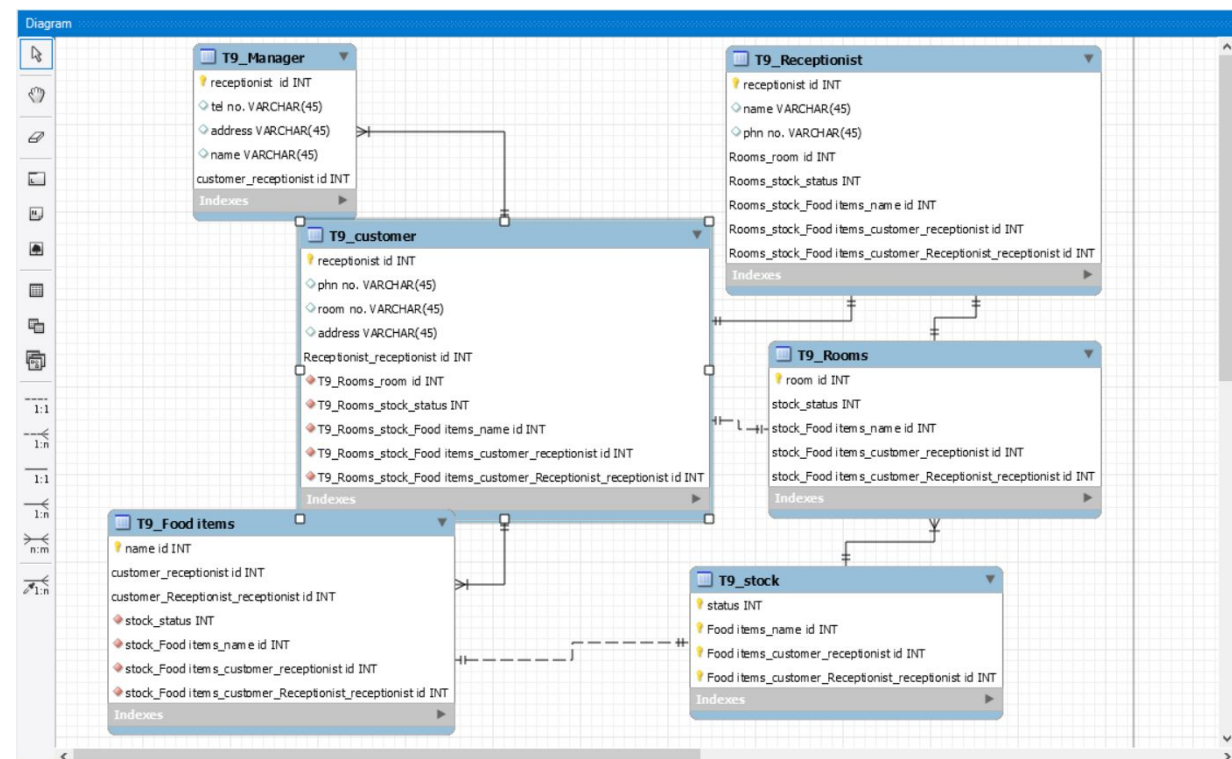 Diagram
T9_Manager
receptionist id INT
tel no. VARCHAR(45)
address VARCHAR(45)
name VARCHAR(45)
customer_receptionist id INT
Indexes
T9_Receptionist
receptionist id INT
name VARCHAR(45)
phn no. VARCHAR(45)
Rooms_room id INT
Rooms_stock_status INT
Rooms_stock_Food items_name id INT
Rooms_stock_Food items_customer_receptionist id INT
Rooms_stock_Food items_customer_Receptionist_receptionist id INT
Indexes
T9_customer
receptionist id INT
phn no. VARCHAR(45)
room no. VARCHAR(45)
address VARCHAR(45)
Receptionist_receptionist id INT
T9_Rooms_room id INT
T9_Rooms_stock_status INT
T9_Rooms_stock_Food items_name id INT
T9_Rooms_stock_Food items_customer_receptionist id INT
T9_Rooms_stock_Food items_customer_Receptionist_receptionist id INT
Indexes
T9_Rooms
room id INT
stock_status INT
stock_Food items_name id INT
stock_Food items_customer_receptionist id INT
stock_Food items_customer_Receptionist_receptionist id INT
Indexes
T9_Food items
name id INT
customer_receptionist id INT
customer_Receptionist_receptionist id INT
stock_status INT
stock_Food items_name id INT
stock_Food items_customer_receptionist id INT
stock_Food items_customer_Receptionist_receptionist id INT
Indexes
T9_stock
status INT
Food items_name id INT
Food items_customer_receptionist id INT
Food items_customer_Receptionist_receptionist id INT
Indexes
1:1
1:n
1:1
1:n
n:m
1:n